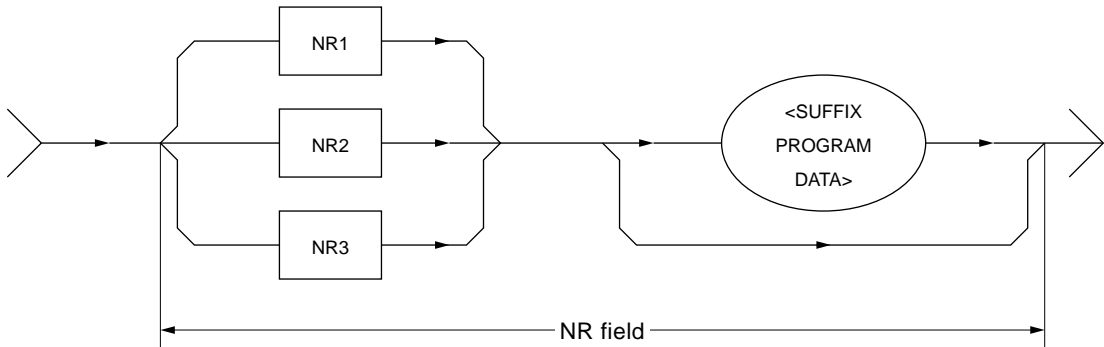 NR1
NR2
NR3
<SUFFIX
PROGRAM
DATA>
NR field